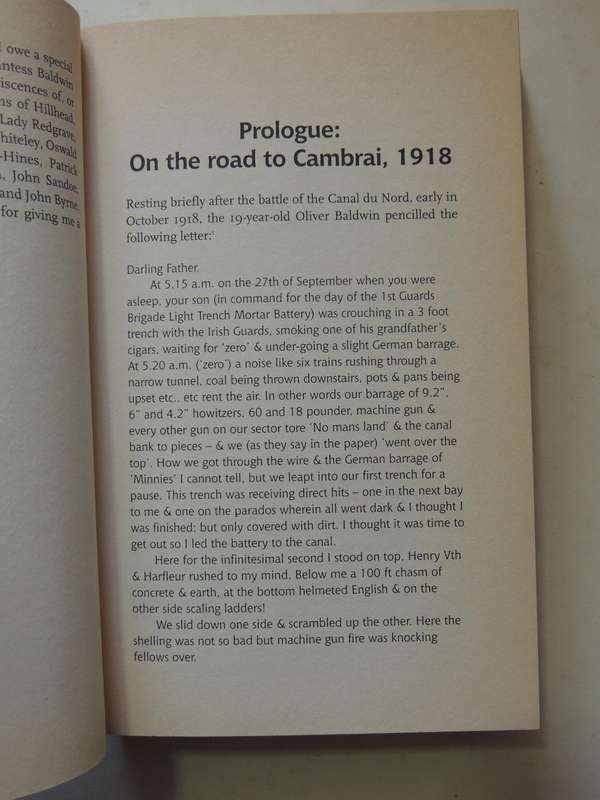 I owe a special
ntess Baldwin
iscences of, or
ns of Hillhead,
Lady Redgrave,
hiteley, Oswald
-Hines, Patrick
, John Sandoe,
and John Byrne.
for giving me a
Prologue:
On the road to Cambrai, 1918
Resting briefly after the battle of the Canal du Nord, early in
October 1918, the 19-year-old Oliver Baldwin pencilled the
following letter:¹
Darling Father,
At 5.15 a.m. on the 27th of September when you were
asleep, your son (in command for the day of the 1st Guards
Brigade Light Trench Mortar Battery) was crouching in a 3 foot
trench with the Irish Guards, smoking one of his grandfather's
cigars, waiting for 'zero' & under-going a slight German barrage.
At 5.20 a.m. ('zero') a noise like six trains rushing through a
narrow tunnel, coal being thrown downstairs, pots & pans being
upset etc., etc rent the air. In other words our barrage of 9.2",
6" and 4.2" howitzers, 60 and 18 pounder, machine gun &
every other gun on our sector tore 'No mans land' & the canal
bank to pieces – & we (as they say in the paper) 'went over the
top'. How we got through the wire & the German barrage of
'Minnies' I cannot tell, but we leapt into our first trench for a
pause. This trench was receiving direct hits – one in the next bay
to me & one on the parados wherein all went dark & I thought I
was finished; but only covered with dirt. I thought it was time to
get out so I led the battery to the canal.
Here for the infinitesimal second I stood on top, Henry Vth
& Harfleur rushed to my mind. Below me a 100 ft chasm of
concrete & earth, at the bottom helmeted English & on the
other side scaling ladders!
We slid down one side & scrambled up the other. Here the
shelling was not so bad but machine gun fire was knocking
fellows over.